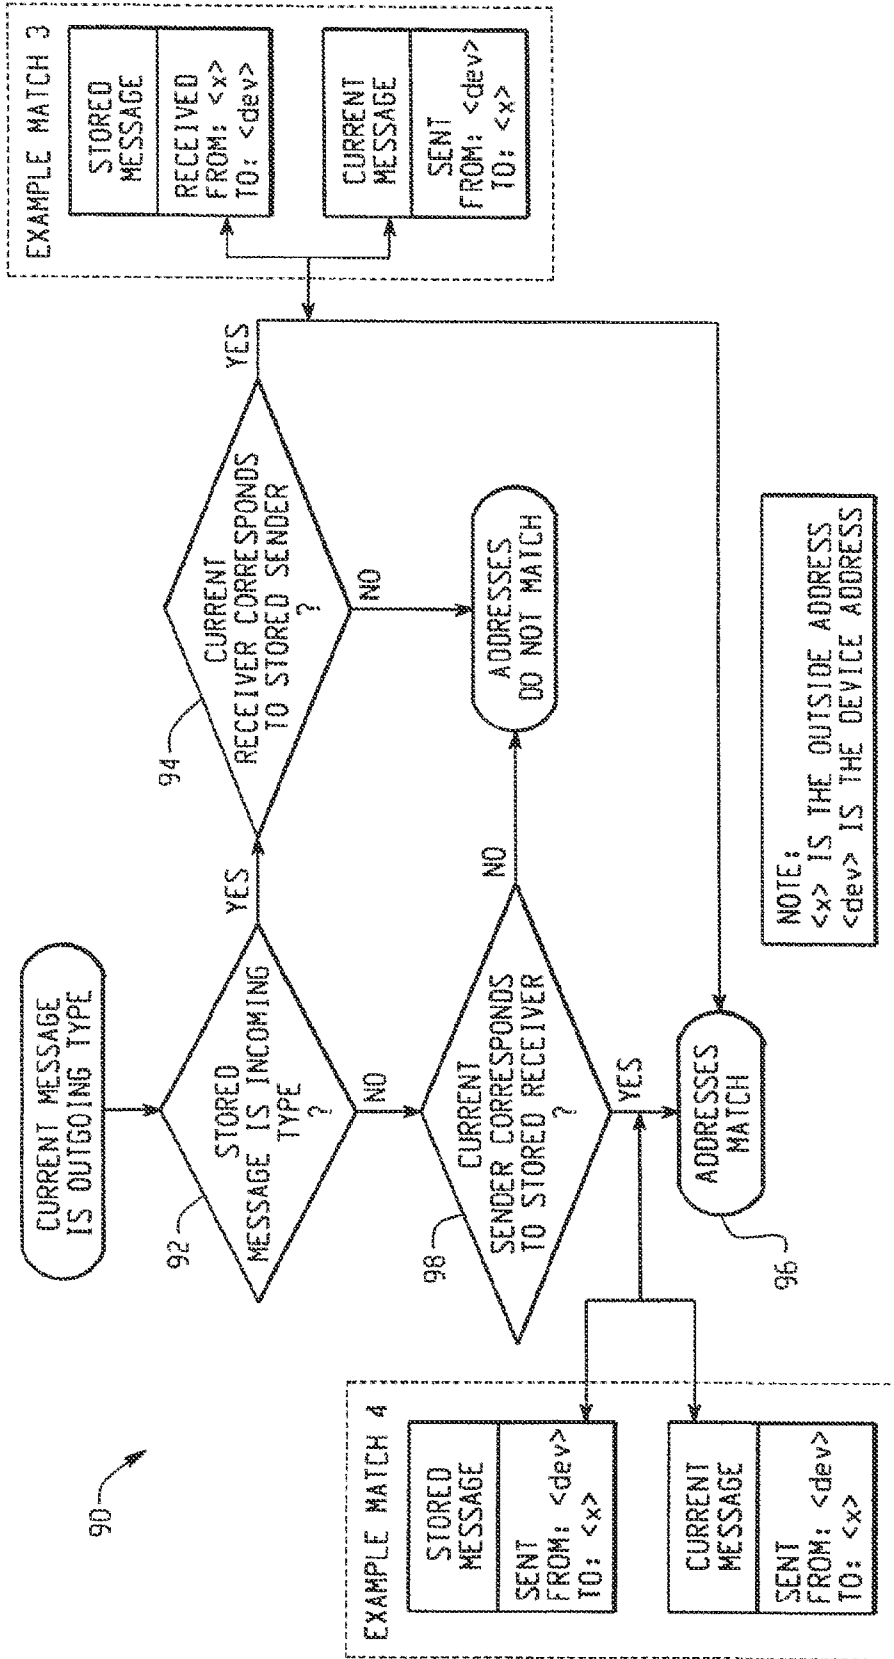 90
CURRENT MESSAGE
IS OUTGOING TYPE
92
STORED
MESSAGE IS INCOMING
TYPE
?
YES
NO
94
CURRENT
RECEIVER CORRESPONDS
TO STORED SENDER
?
YES
NO
EXAMPLE MATCH 3
STORED
MESSAGE
RECEIVED
FROM: <x>
TO: <dev>
CURRENT
MESSAGE
SENT
FROM: <dev>
TO: <x>
98
CURRENT
SENDER CORRESPONDS
TO STORED RECEIVER
?
NO
YES
ADDRESSES
DO NOT MATCH
EXAMPLE MATCH 4
STORED
MESSAGE
SENT
FROM: <dev>
TO: <x>
CURRENT
MESSAGE
SENT
FROM: <dev>
TO: <x>
ADDRESSES
MATCH
96
NOTE:
<x> IS THE OUTSIDE ADDRESS
<dev> IS THE DEVICE ADDRESS